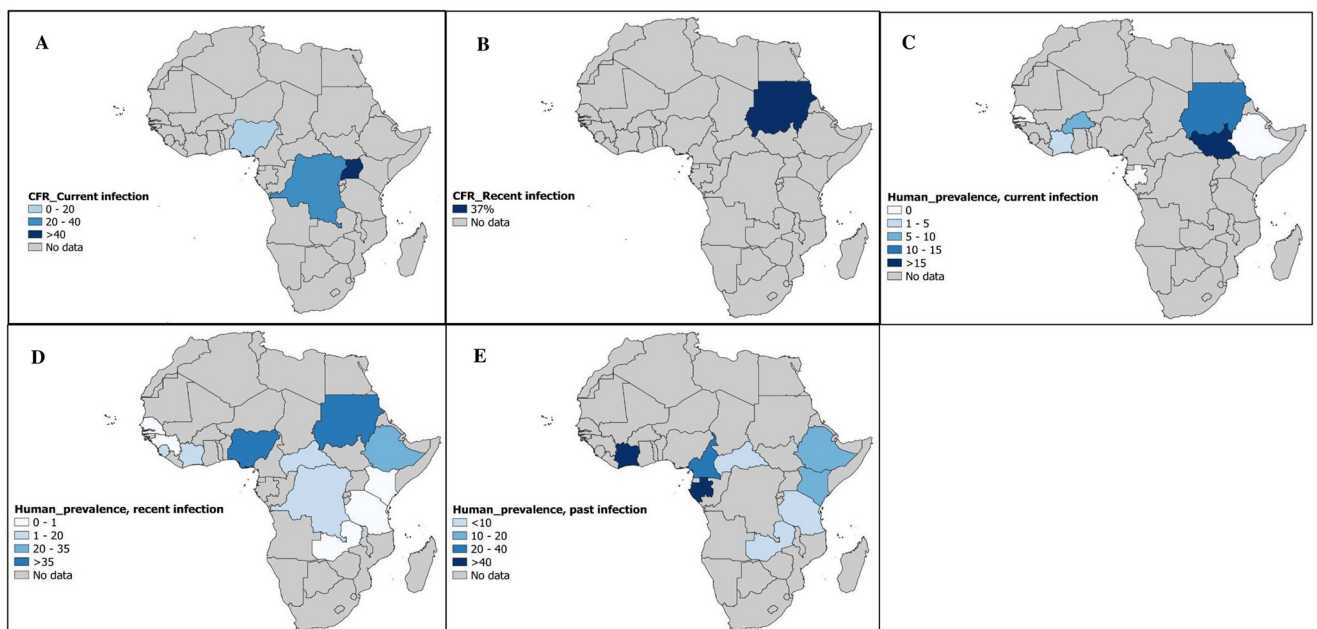 A
CFR_Current infection
0 - 20
20 - 40
>40
No data
B
CFR_Recent infection
37%
No data
C
Human_prevalence, current infection
0
1 - 5
5 - 10
10 - 15
>15
No data
D
Human_prevalence, recent infection
0 - 1
1 - 20
20 - 35
>35
No data
E
Human_prevalence, past infection
<10
10 - 20
20 - 40
>40
No data